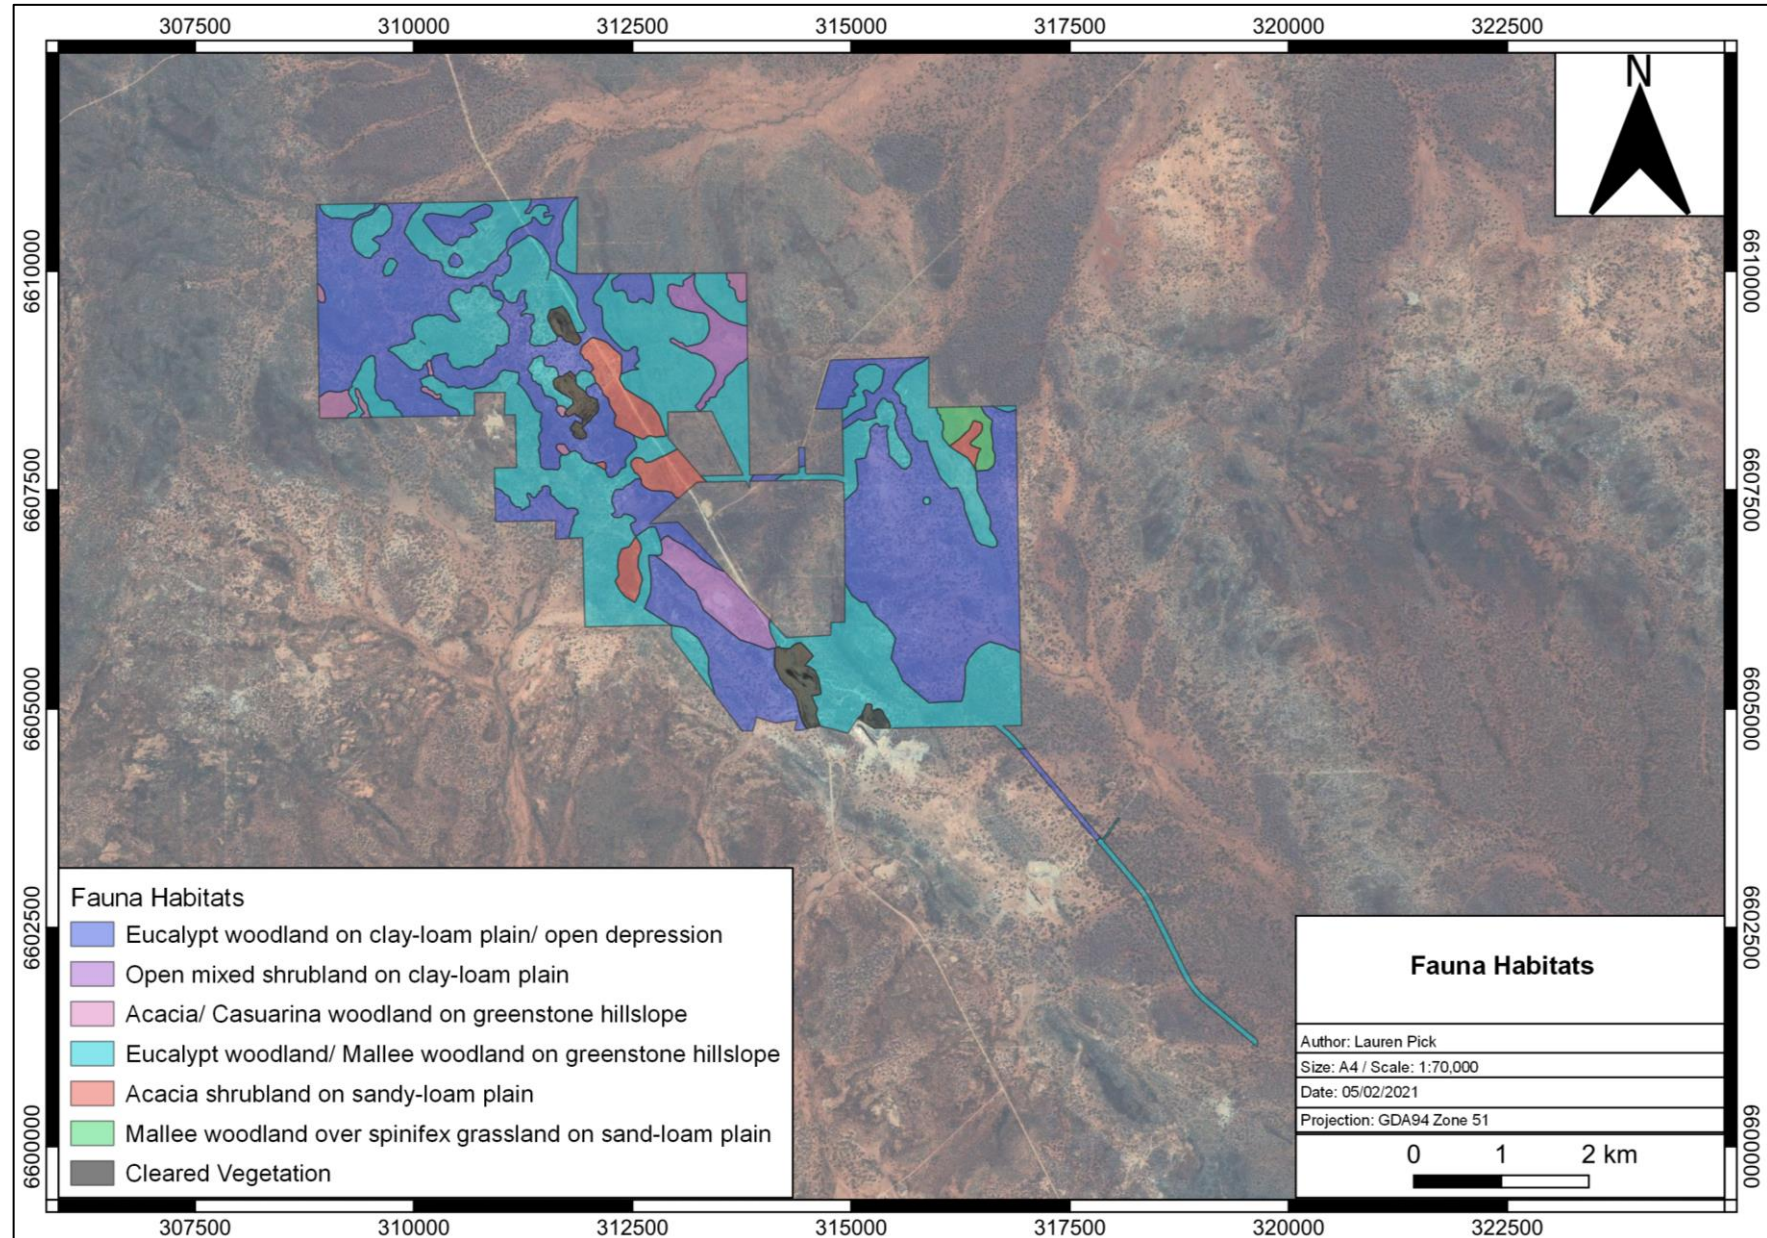 307500 310000 312500 315000 317500 320000 322500
N
6610000 6610000
6607500 6607500
6605000 6605000
6602500 6602500
6600000 6600000
Fauna Habitats
Eucalypt woodland on clay-loam plain/ open depression
Open mixed shrubland on clay-loam plain
Acacia/ Casuarina woodland on greenstone hillslope
Eucalypt woodland/ Mallee woodland on greenstone hillslope
Acacia shrubland on sandy-loam plain
Mallee woodland over spinifex grassland on sand-loam plain
Cleared Vegetation
Fauna Habitats
Author: Lauren Pick
Size: A4 / Scale: 1:70,000
Date: 05/02/2021
Projection: GDA94 Zone 51
0 1 2 km
307500 310000 312500 315000 317500 320000 322500